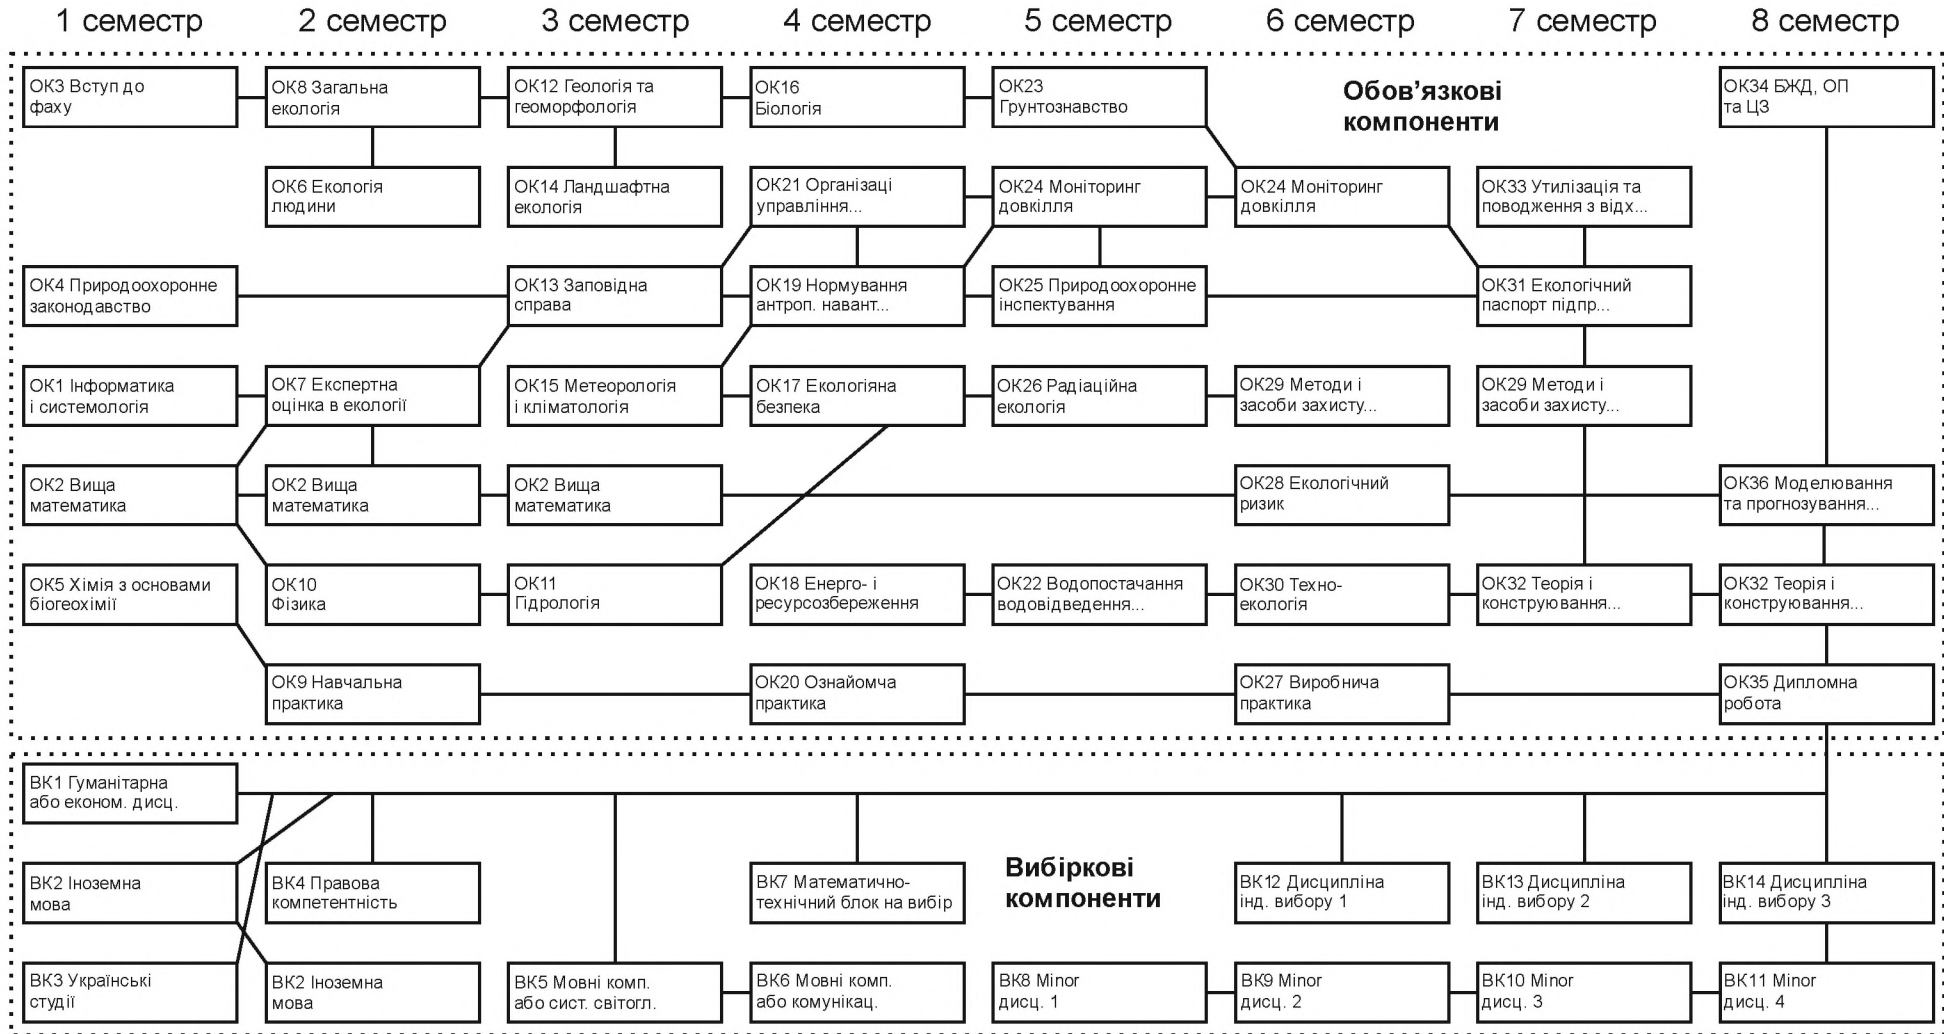 1 семестр 2 семестр 3 семестр 4 семестр 5 семестр 6 семестр 7 семестр 8 семестр
ОК3 Вступ до
фаху
ОК8 Загальна
екологія
ОК12 Геологія та
геоморфологія
ОК16
Біологія
ОК23
Грунтознавство
Обов’язкові
компоненти
ОК34 БЖД, ОП
та ЦЗ
ОК6 Екологія
людини
ОК14 Ландшафтна
екологія
ОК21 Організаці
управління...
ОК24 Моніторинг
довкілля
ОК24 Моніторинг
довкілля
ОК33 Утилізація та
поводження з відх...
ОК4 Природоохоронне
законодавство
ОК13 Заповідна
справа
ОК19 Нормування
антроп. навант...
ОК25 Природоохоронне
інспектування
ОК31 Екологічний
паспорт підпр...
ОК1 Інформатика
і системологія
ОК7 Експертна
оцінка в екології
ОК15 Метеорологія
і кліматологія
ОК17 Екологіяна
безпека
ОК26 Радіаційна
екологія
ОК29 Методи і
засоби захисту...
ОК29 Методи і
засоби захисту...
ОК2 Вища
математика
ОК2 Вища
математика
ОК2 Вища
математика
ОК28 Екологічний
ризик
ОК36 Моделювання
та прогнозування...
ОК5 Хімія з основами
біогеохімії
ОК10
Фізика
ОК11
Гідрологія
ОК18 Енерго- і
ресурсозбереження
ОК22 Водопостачання
водовідведення...
ОК30 Техно-
екологія
ОК32 Теорія і
конструювання...
ОК32 Теорія і
конструювання...
ОК9 Навчальна
практика
ОК20 Ознайомча
практика
ОК27 Виробнича
практика
ОК35 Дипломна
робота
ВК1 Гуманітарна
або економ. дисц.
ВК2 Іноземна
мова
ВК4 Правова
компетентність
ВК7 Математично-
технічний блок на вибір
Вибіркові
компоненти
ВК12 Дисципліна
інд. вибору 1
ВК13 Дисципліна
інд. вибору 2
ВК14 Дисципліна
інд. вибору 3
ВК3 Українські
студії
ВК2 Іноземна
мова
ВК5 Мовні комп.
або сист. світогл.
ВК6 Мовні комп.
або комунікац.
ВК8 Minor
дисц. 1
ВК9 Minor
дисц. 2
ВК10 Minor
дисц. 3
ВК11 Minor
дисц. 4